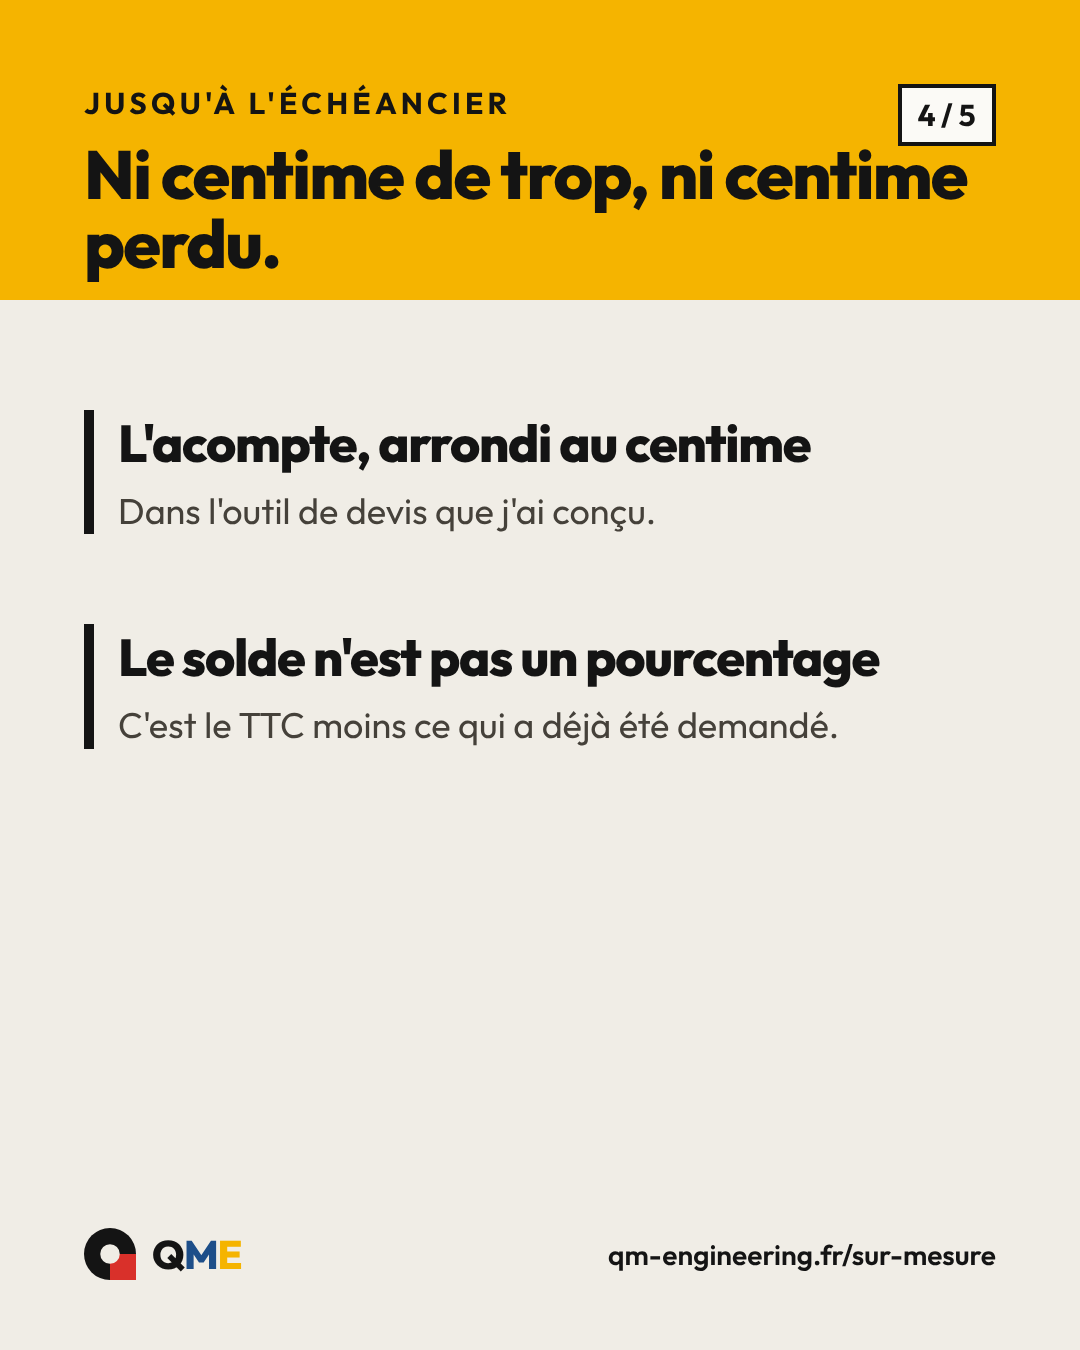 JUSQU'À L'ÉCHÉANCIER
4 / 5
Ni centime de trop, ni centime
perdu.
L'acompte, arrondi au centime
Dans l'outil de devis que j'ai conçu.
Le solde n'est pas un pourcentage
C'est le TTC moins ce qui a déjà été demandé.
QME
qm-engineering.fr/sur-mesure